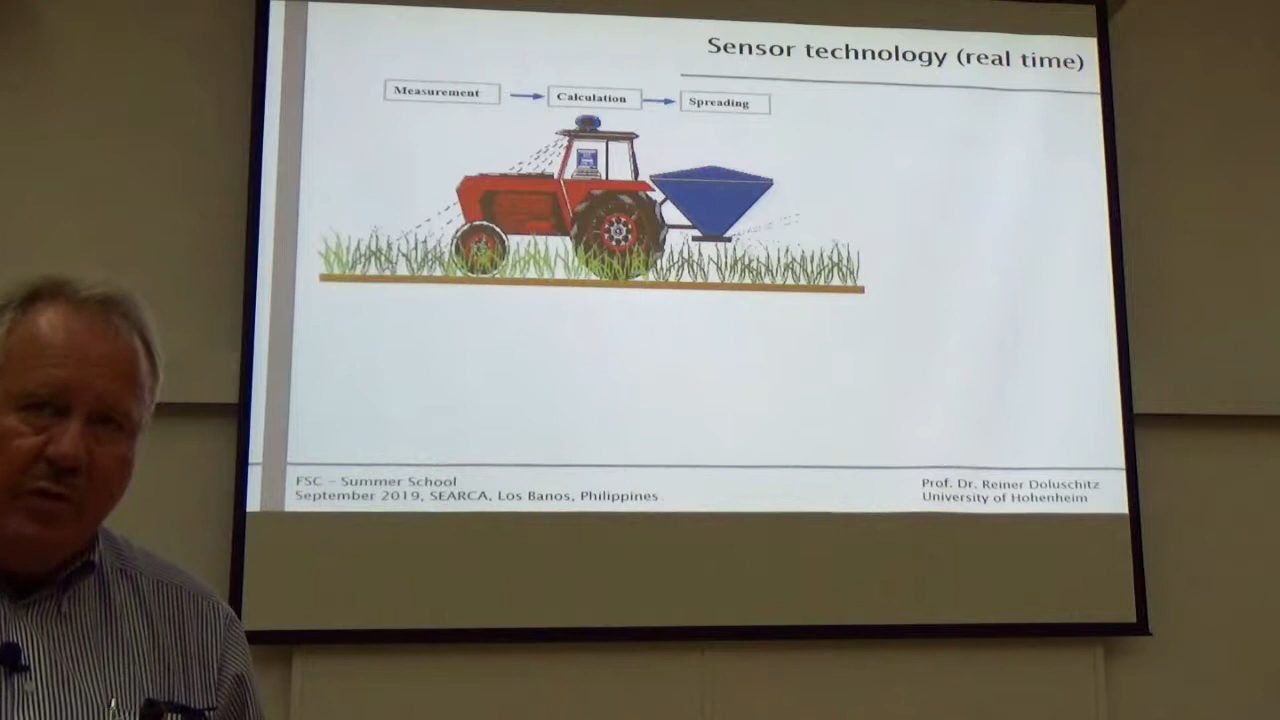 Sensor technology (real time)
Measurement
Calculation
Spreading
FSC – Summer School
September 2019, SEARCA, Los Banos, Philippines
Prof. Dr. Reiner Doluschitz
University of Hohenheim